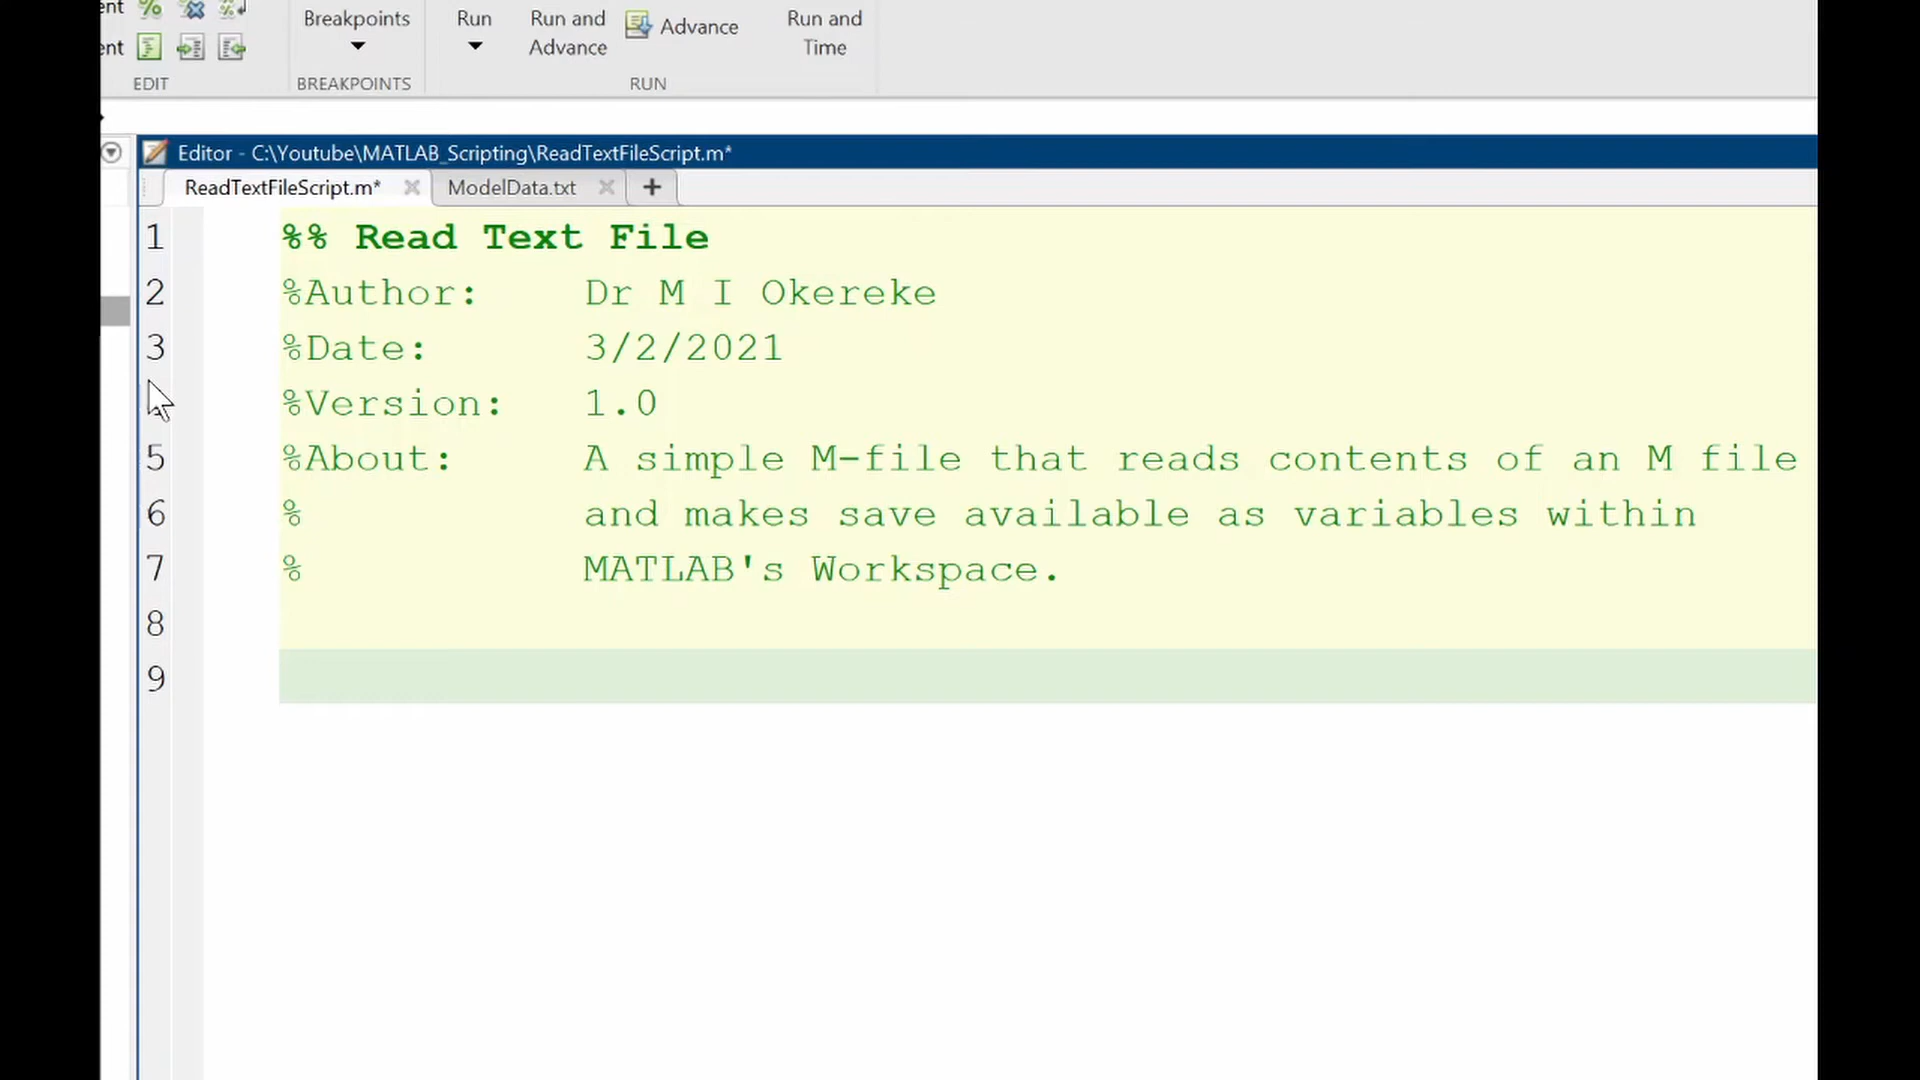 ent
Breakpoints Run Run and Advance Run and
ent Advance Time
EDIT BREAKPOINTS RUN
Editor - C:\Youtube\MATLAB_Scripting\ReadTextFileScript.m*
ReadTextFileScript.m* ModelData.txt +
1 %% Read Text File
2 %Author: Dr M I Okereke
3 %Date: 3/2/2021
%Version: 1.0
5 %About: A simple M-file that reads contents of an M file
6 % and makes save available as variables within
7 % MATLAB's Workspace.
8
9